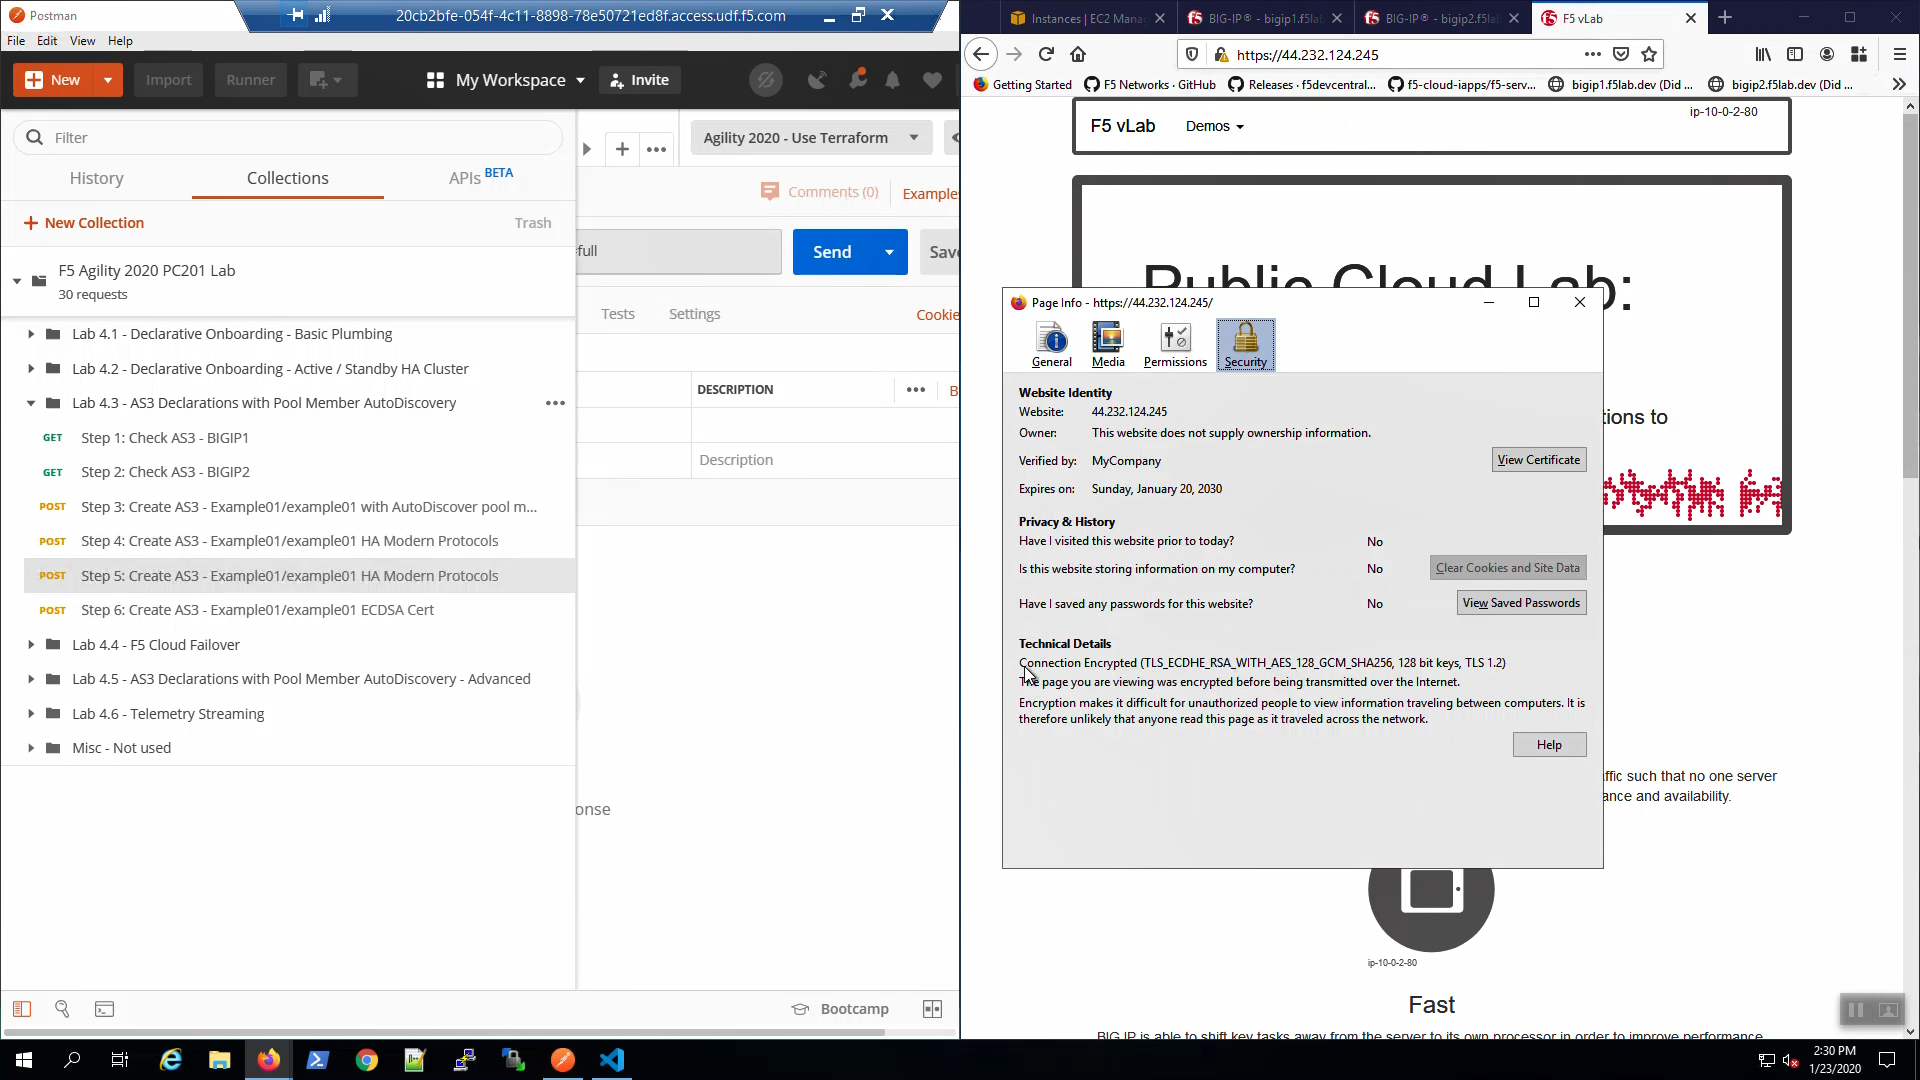 Postman
20cb2bfe-054f-4c11-8898-78e50721ed8f.access.udf.f5.com
File Edit View Help
New
Import
Runner
My Workspace
Invite
Filter
History
Collections
APIs BETA
New Collection
Trash
F5 Agility 2020 PC201 Lab
30 requests
Lab 4.1 - Declarative Onboarding - Basic Plumbing
Lab 4.2 - Declarative Onboarding - Active / Standby HA Cluster
Lab 4.3 - AS3 Declarations with Pool Member AutoDiscovery
GET Step 1: Check AS3 - BIGIP1
GET Step 2: Check AS3 - BIGIP2
POST Step 3: Create AS3 - Example01/example01 with AutoDiscover pool m...
POST Step 4: Create AS3 - Example01/example01 HA Modern Protocols
POST Step 5: Create AS3 - Example01/example01 HA Modern Protocols
POST Step 6: Create AS3 - Example01/example01 ECDSA Cert
Lab 4.4 - F5 Cloud Failover
Lab 4.5 - AS3 Declarations with Pool Member AutoDiscovery - Advanced
Lab 4.6 - Telemetry Streaming
Misc - Not used
Agility 2020 - Use Terraform
Comments (0)
Examples
full
Send
Save
Tests
Settings
Cookie
DESCRIPTION
B
Description
onse
Bootcamp
Instances | EC2 Mana
BIG-IP® - bigip1.f5lab.
BIG-IP® - bigip2.f5lab
F5 vLab
https://44.232.124.245
Getting Started
F5 Networks · GitHub
Releases · f5devcentral...
f5-cloud-iapps/f5-serv...
bigip1.f5lab.dev (Did ...
bigip2.f5lab.dev (Did ...
F5 vLab
Demos
ip-10-0-2-80
Public Cloud Lab:
tions to
Page Info - https://44.232.124.245/
General
Media
Permissions
Security
Website Identity
Website: 44.232.124.245
Owner: This website does not supply ownership information.
Verified by: MyCompany
View Certificate
Expires on: Sunday, January 20, 2030
Privacy & History
Have I visited this website prior to today? No
Is this website storing information on my computer? No
Clear Cookies and Site Data
Have I saved any passwords for this website? No
View Saved Passwords
Technical Details
Connection Encrypted (TLS_ECDHE_RSA_WITH_AES_128_GCM_SHA256, 128 bit keys, TLS 1.2)
The page you are viewing was encrypted before being transmitted over the Internet.
Encryption makes it difficult for unauthorized people to view information traveling between computers. It is
therefore unlikely that anyone read this page as it traveled across the network.
Help
ffic such that no one server
ance and availability.
ip-10-0-2-80
Fast
BIG IP is able to shift key tasks away from the server to its own processor in order to improve performance
2:30 PM
1/23/2020